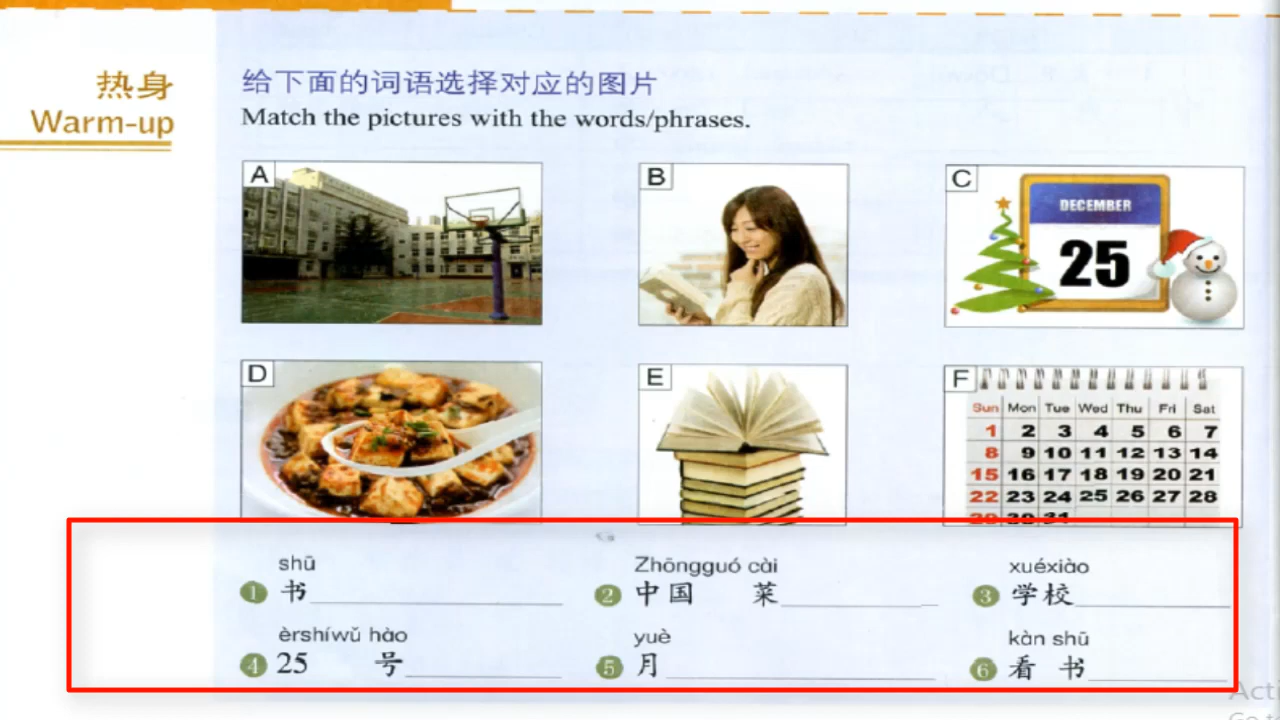 热身
Warm-up
给下面的词语选择对应的图片
Match the pictures with the words/phrases.
A
B
C
DECEMBER
25
D
E
F
Sun Mon Tue Wed Thu Fri Sat
1 2 3 4 5 6 7
8 9 10 11 12 13 14
15 16 17 18 19 20 21
22 23 24 25 26 27 28
29 30 31
shū
1 书
Zhōngguó cài
2 中国 菜
xuéxiào
3 学校
èrshíwǔ hào
4 25 号
yuè
5 月
kàn shū
6 看 书